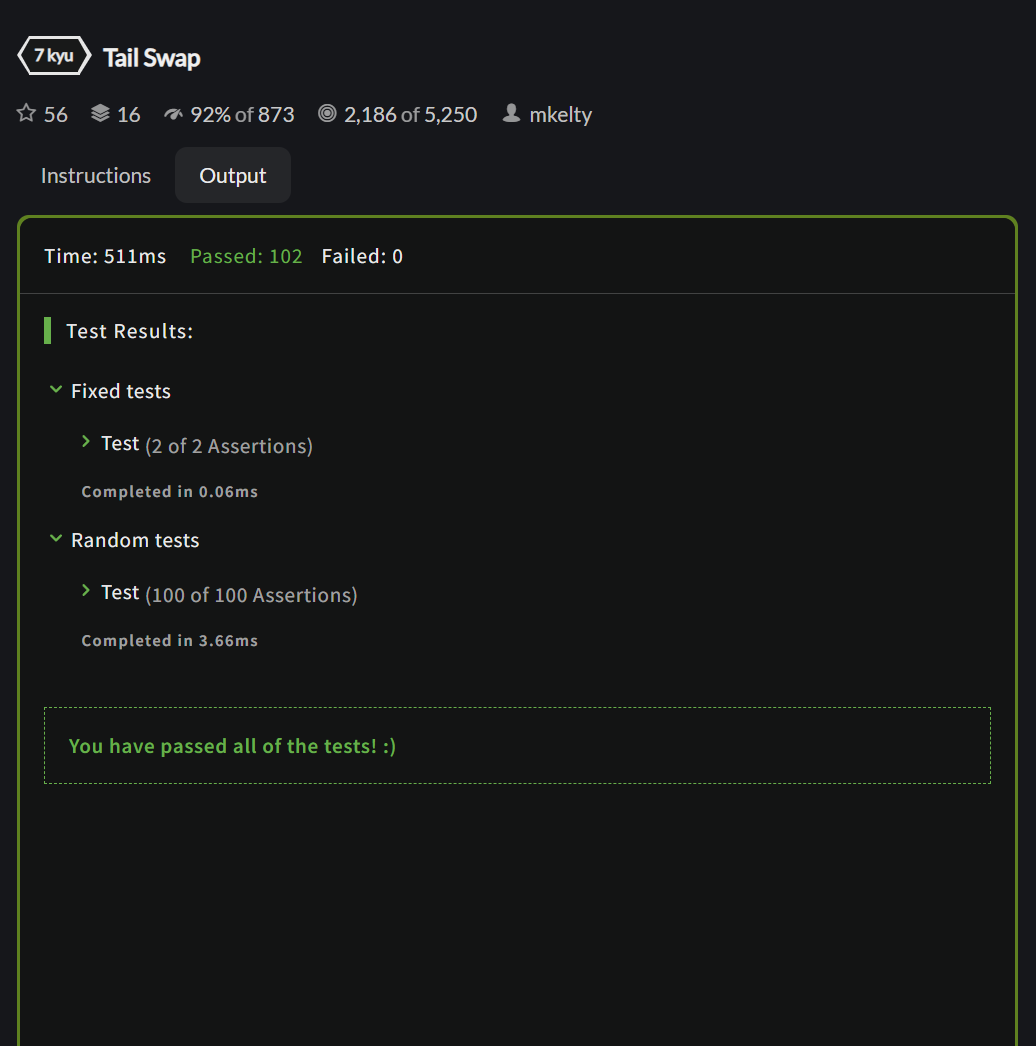 7 kyu Tail Swap
56 16 92% of 873 2,186 of 5,250 mkelty
Instructions Output
Time: 511ms Passed: 102 Failed: 0
Test Results:
Fixed tests
Test (2 of 2 Assertions)
Completed in 0.06ms
Random tests
Test (100 of 100 Assertions)
Completed in 3.66ms
You have passed all of the tests! :)